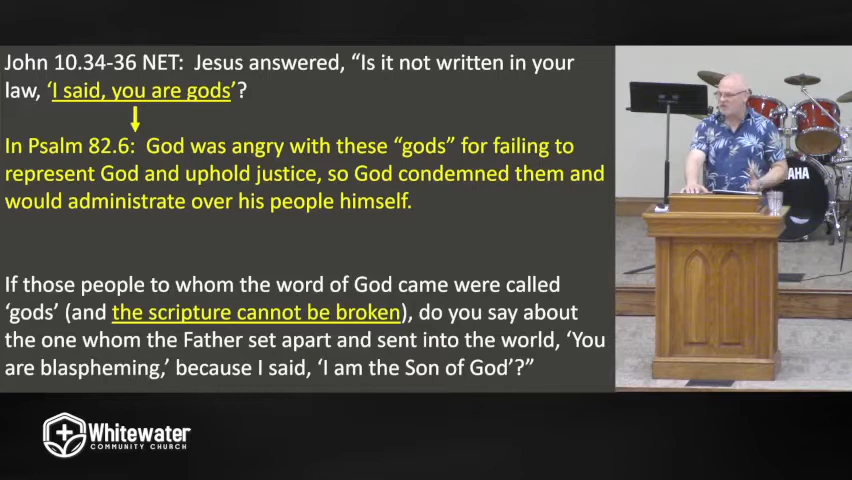 John 10.34-36 NET:  Jesus answered, “Is it not written in your
law, ‘I said, you are gods’?
In Psalm 82.6:  God was angry with these “gods” for failing to
represent God and uphold justice, so God condemned them and
would administrate over his people himself.
If those people to whom the word of God came were called
‘gods’ (and the scripture cannot be broken), do you say about
the one whom the Father set apart and sent into the world, ‘You
are blaspheming,’ because I said, ‘I am the Son of God’?”
AHA
Whitewater
COMMUNITY CHURCH